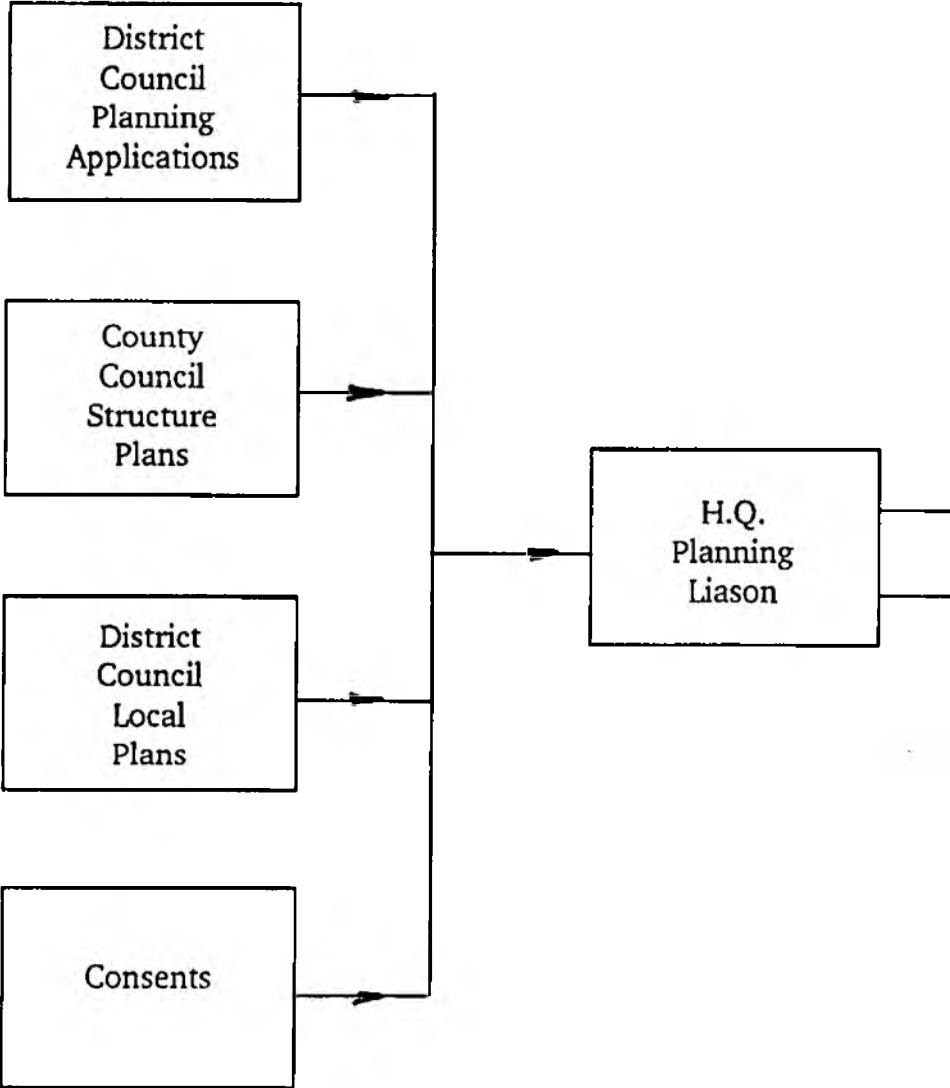 District
Council
Planning
Applications
County
Council
Structure
Plans
District
Council
Local
Plans
Consents
H.Q.
Planning
Liason